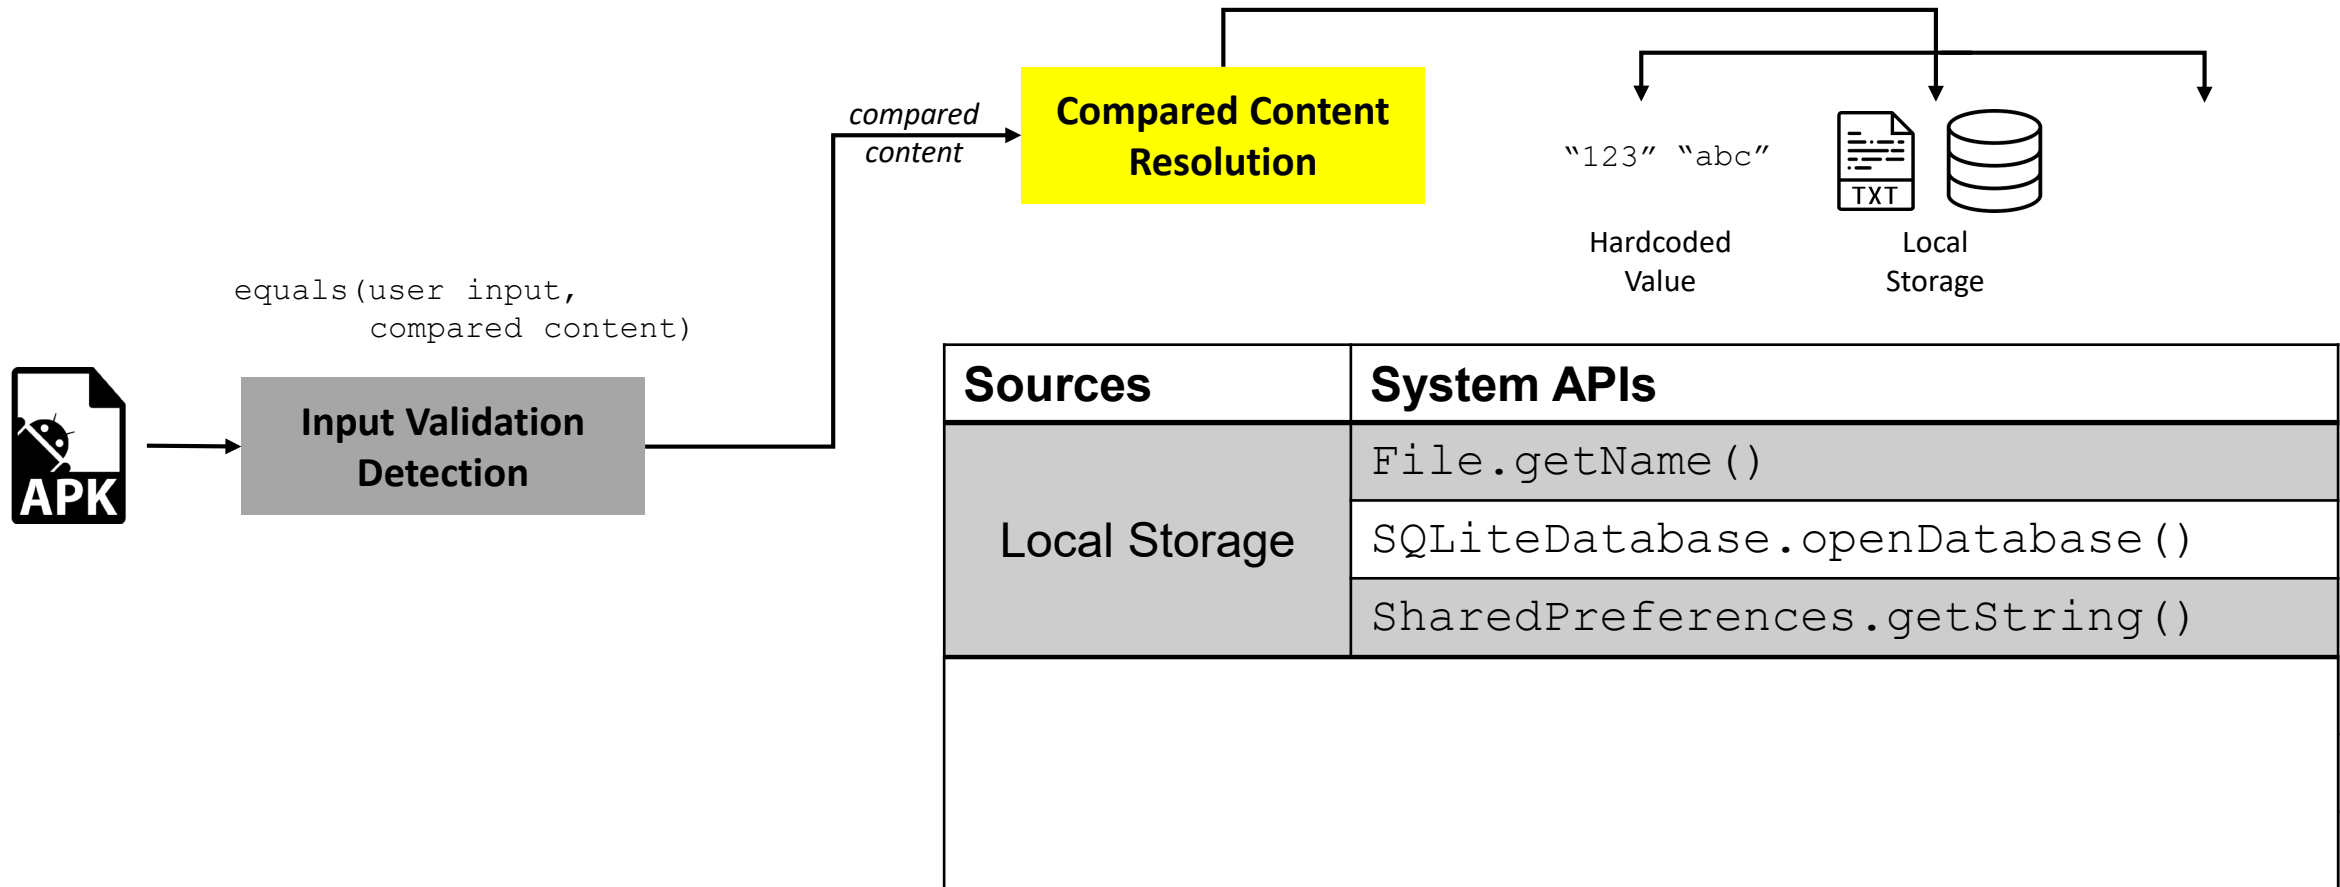 compared
content
Compared Content
Resolution
“123” “abc”
TXT
Hardcoded
Value
Local
Storage
equals(user input,
compared content)
APK
Input Validation
Detection
Sources
System APIs
Local Storage
File.getName()
SQLiteDatabase.openDatabase()
SharedPreferences.getString()